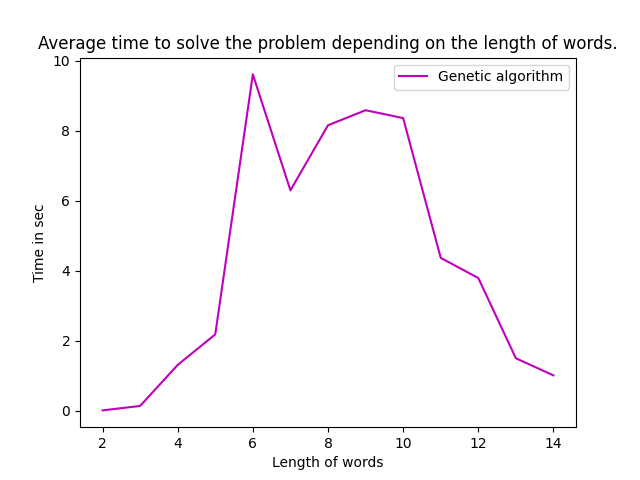 Average time to solve the problem depending on the length of words.
Genetic algorithm
10
8
6
4
2
0
Time in sec
2 4 6 8 10 12 14
Length of words